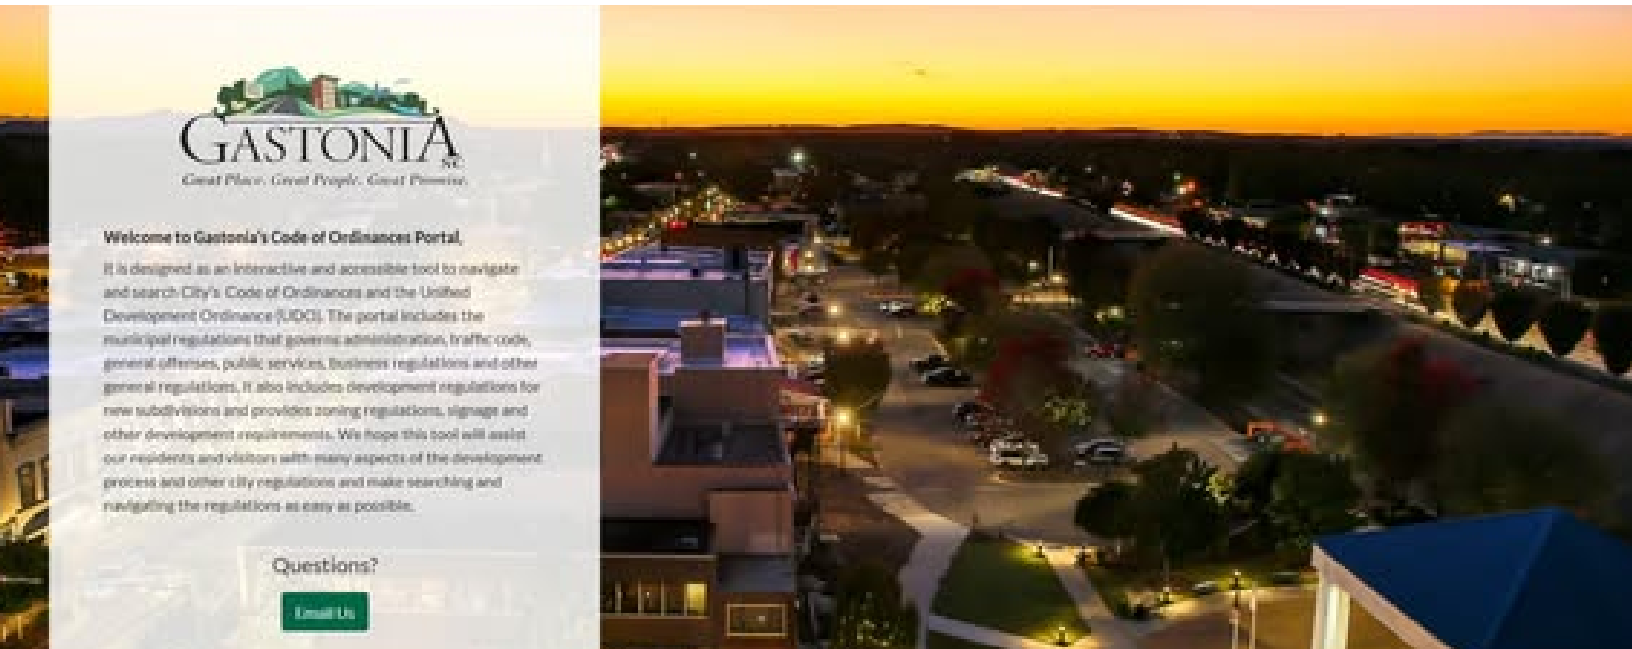 GASTONIA
NC
Great Place. Great People. Great Promise.
Welcome to Gastonia's Code of Ordinances Portal,
It is designed as an interactive and accessible tool to navigate
and search City's Code of Ordinances and the Unified
Development Ordinance (UDO). The portal includes the
municipal regulations that governs administration, traffic code,
general offenses, public services, business regulations and other
general regulations. It also includes development regulations for
new subdivisions and provides zoning regulations, signage and
other development requirements. We hope this tool will assist
our residents and visitors with many aspects of the development
process and other city regulations and make searching and
navigating the regulations as easy as possible.
Questions?
Email Us